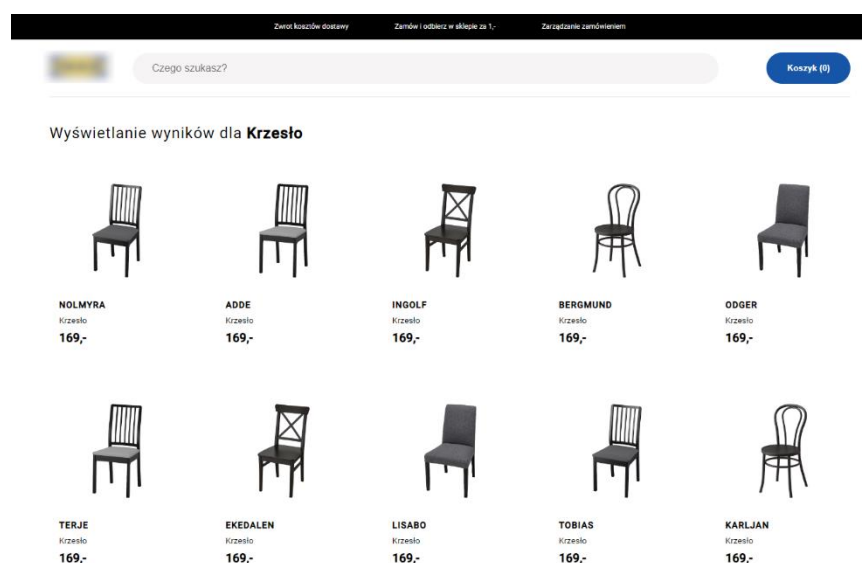 Zwrot kosztów dostawy Zamów i odbierz w sklepie za 1,- Zarządzanie zamówieniem
Czego szukasz? Koszyk (0)
Wyświetlanie wyników dla Krzesło
NOLMYRA ADDE INGOLF BERGMUND ODGER
Krzesło Krzesło Krzesło Krzesło Krzesło
169,- 169,- 169,- 169,- 169,-
TERJE EKEDALEN LISABO TOBIAS KARLJAN
Krzesło Krzesło Krzesło Krzesło Krzesło
169,- 169,- 169,- 169,- 169,-